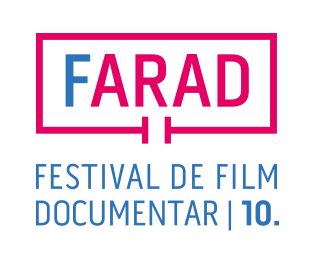 FARAD
FESTIVAL DE FILM
DOCUMENTAR | 10.